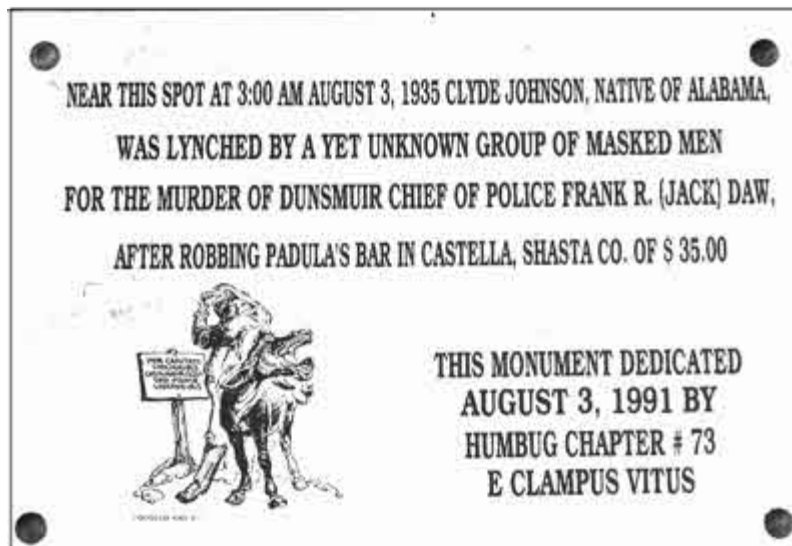 NEAR THIS SPOT AT 3:00 AM AUGUST 3, 1935 CLYDE JOHNSON, NATIVE OF ALABAMA,
WAS LYNCHED BY A YET UNKNOWN GROUP OF MASKED MEN
FOR THE MURDER OF DUNSMUIR CHIEF OF POLICE FRANK R. (JACK) DAW,
AFTER ROBBING PADULA'S BAR IN CASTELLA, SHASTA CO. OF $ 35.00
THIS MONUMENT DEDICATED
AUGUST 3, 1991 BY
HUMBUG CHAPTER # 73
E CLAMPUS VITUS